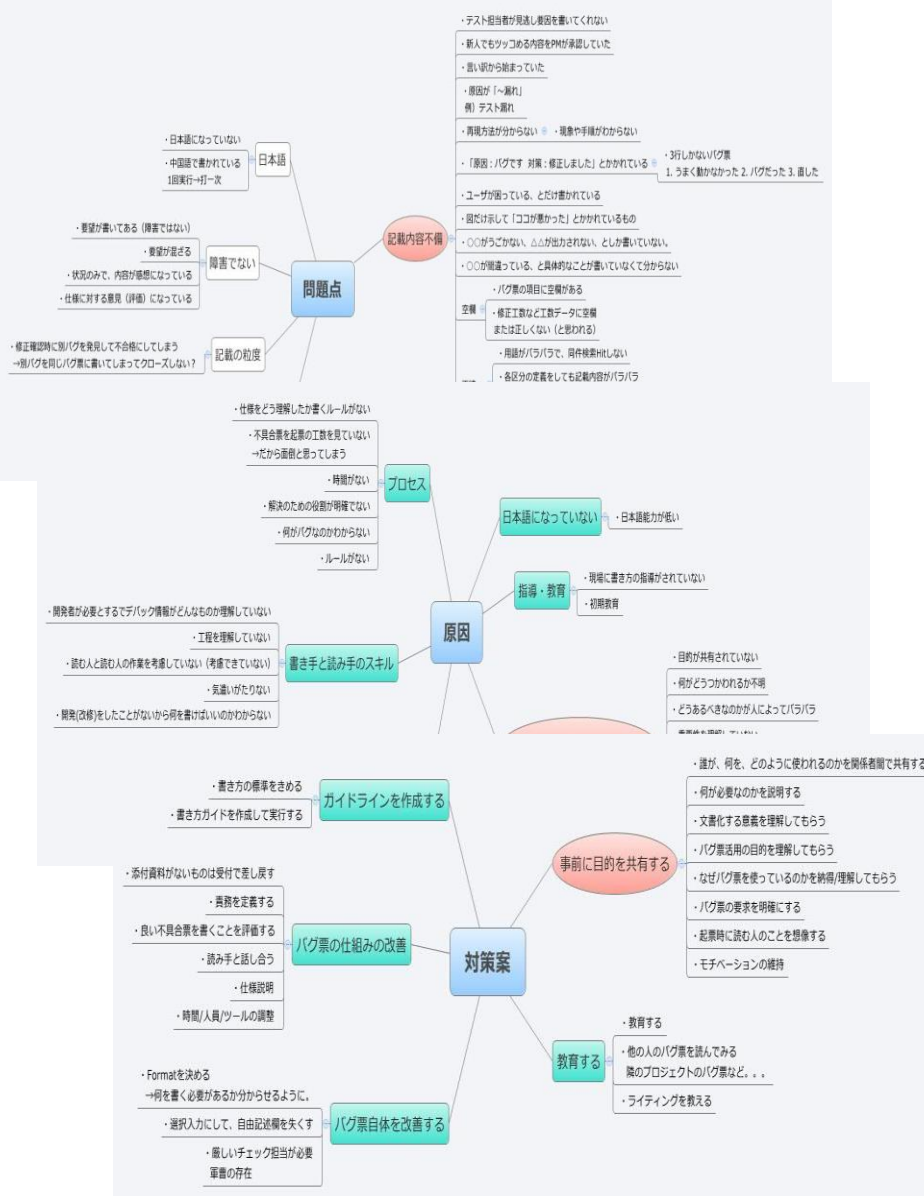 ・テスト担当者が見逃し要因を書いてくれない
・新人でもツッコめる内容をPMが承認していた
・言い訳から始まっていた
・原因が「～漏れ」
例）テスト漏れ
・再現方法が分からない
・現象や手順がわからない
・「原因：バグです 対策：修正しました」とかかれている
・3行しかないバグ票
1. うまく動かなかった 2. バグだった 3. 直した
・ユーザが困っている、とだけ書かれている
・図だけ示して「ココが悪かった」とかかれているもの
・○○がうごかない、△△が出力されない、としか書いていない。
・○○が間違っている、と具体的なことが書いていなくて分からない
空欄
・バグ票の項目に空欄がある
・修正工数など工数データに空欄
または正しくない（と思われる）
・用語がバラバラで、同件検索Hitしない
・各区分の定義をしても記載内容がバラバラ
記載内容不備
問題点
日本語
・日本語になっていない
・中国語で書かれている
1回実行→打一次
障害でない
・要望が書いてある（障害ではない）
・要望が混ざる
・状況のみで、内容が感想になっている
・仕様に対する意見（評価）になっている
記載の粒度
・修正確認時に別バグを発見して不合格にしてしまう
→別バグを同じバグ票に書いてしまってクローズしない？
・仕様をどう理解したか書くルールがない
・不具合票を起票の工数を見ていない
→だから面倒と思ってしまう
・時間がない
・解決のための役割が明確でない
・何がバグなのかわからない
・ルールがない
プロセス
日本語になっていない
・日本語能力が低い
指導・教育
・現場に書き方の指導がされていない
・初期教育
原因
・開発者が必要とするでデバック情報がどんなものか理解していない
・工程を理解していない
・読む人と読む人の作業を考慮していない（考慮できていない）
・気遣いがたりない
・開発(改修)をしたことがないから何を書けばいいのかわからない
書き手と読み手のスキル
・目的が共有されていない
・何がどうつかわれるか不明
・どうあるべきなのかが人によってバラバラ
・書き方の標準をきめる
・書き方ガイドを作成して実行する
ガイドラインを作成する
・添付資料がないものは受付で差し戻す
・責務を定義する
・良い不具合票を書くことを評価する
・読み手と話し合う
・仕様説明
・時間/人員/ツールの調整
バグ票の仕組みの改善
・Formatを決める
→何を書く必要があるか分からせるように。
・選択入力にして、自由記述欄を失くす
・厳しいチェック担当が必要
軍曹の存在
バグ票自体を改善する
対策案
事前に目的を共有する
・誰が、何を、どのように使われるのかを関係者間で共有する
・何が必要なのかを説明する
・文書化する意義を理解してもらう
・バグ票活用の目的を理解してもらう
・なぜバグ票を使っているのかを納得/理解してもらう
・バグ票の要求を明確にする
・起票時に読む人のことを想像する
・モチベーションの維持
教育する
・教育する
・他の人のバグ票を読んでみる
隣のプロジェクトのバグ票など。。。
・ライティングを教える